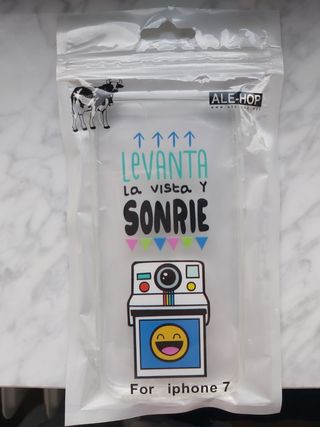 ALE-HOP
LEVANTA
LA VISTA Y
SONRIE
For iphone 7